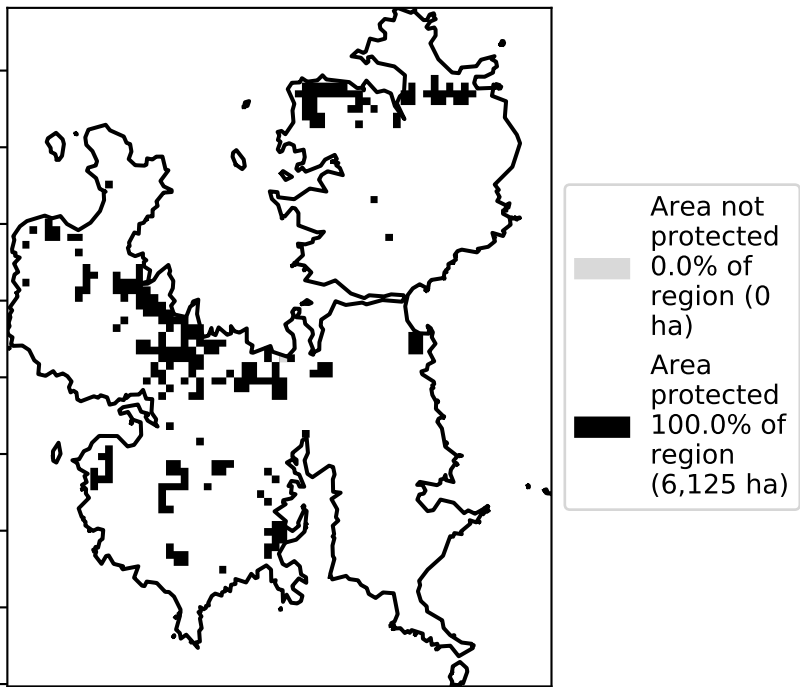 Area not
protected
0.0% of
region (0
ha)
Area
protected
100.0% of
region
(6,125 ha)